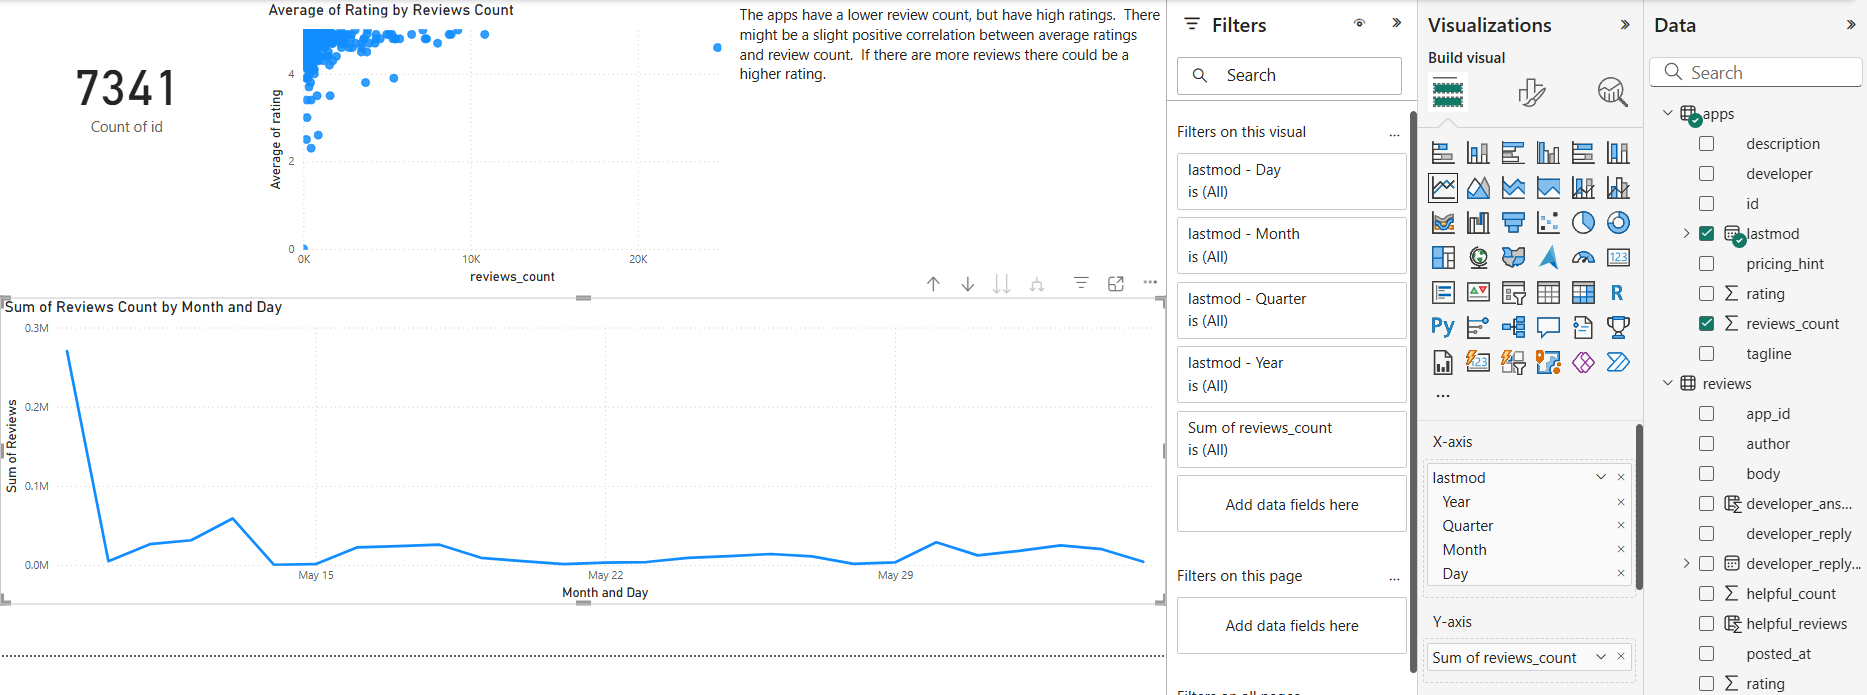 Average of Rating by Reviews Count
7341
Count of id
Average of rating
4
2
0
0K
10K
20K
reviews_count
The apps have a lower review count, but have high ratings.  There
might be a slight positive correlation between average ratings
and review count.  If there are more reviews there could be a
higher rating.
Sum of Reviews Count by Month and Day
Sum of Reviews
0.3M
0.2M
0.1M
0.0M
May 15
May 22
May 29
Month and Day
Filters
Search
Filters on this visual
...
lastmod - Day
is (All)
lastmod - Month
is (All)
lastmod - Quarter
is (All)
lastmod - Year
is (All)
Sum of reviews_count
is (All)
Add data fields here
Filters on this page
...
Add data fields here
Filters on all pages
Visualizations
Build visual
123
R
Py
123
...
X-axis
lastmod
Year
Quarter
Month
Day
Y-axis
Sum of reviews_count
Data
Search
apps
description
developer
id
lastmod
pricing_hint
rating
reviews_count
tagline
reviews
app_id
author
body
developer_ans...
developer_reply
developer_reply...
helpful_count
helpful_reviews
posted_at
rating